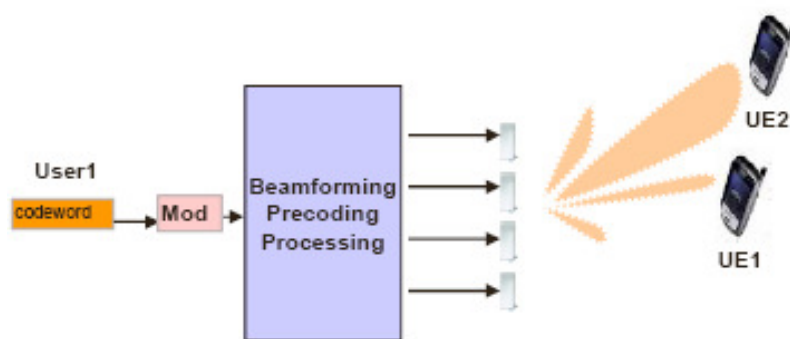 User1
codeword
Mod
Beamforming
Precoding
Processing
UE2
UE1